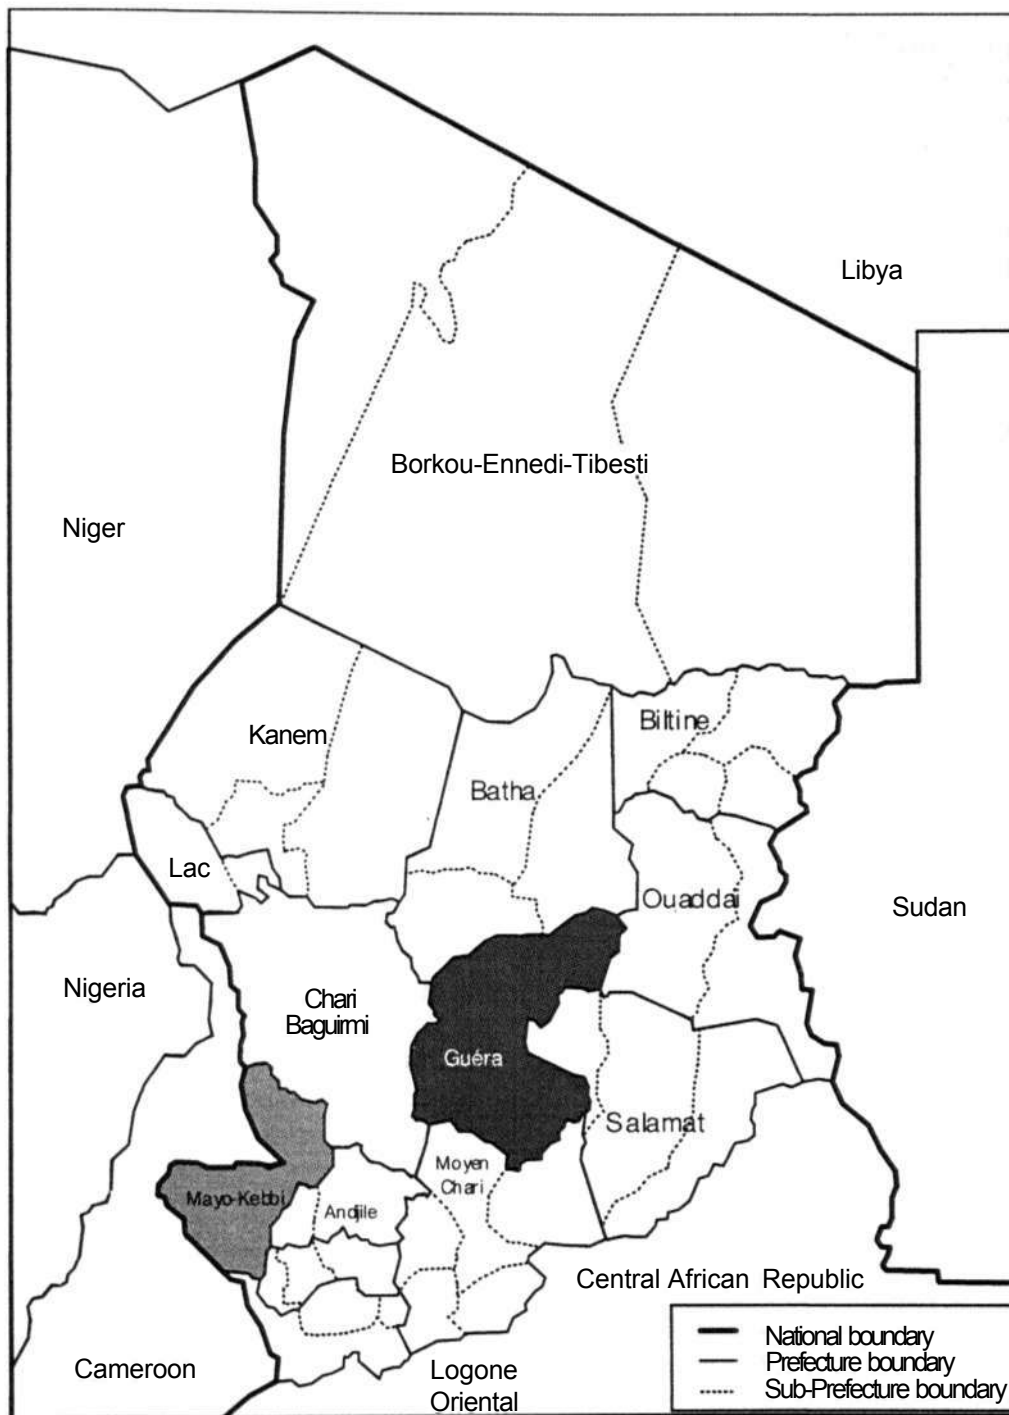 Libya
Borkou-Ennedi-Tibesti
Niger
Kanem
Biltine
Batha
Lac
Ouaddai
Sudan
Nigeria
Chari
Baguirmi
Guéra
Salamat
Moyen
Chari
Mayo-Kebbi
Andjile
Central African Republic
Cameroon
Logone
Oriental
National boundary
Prefecture boundary
Sub-Prefecture boundary